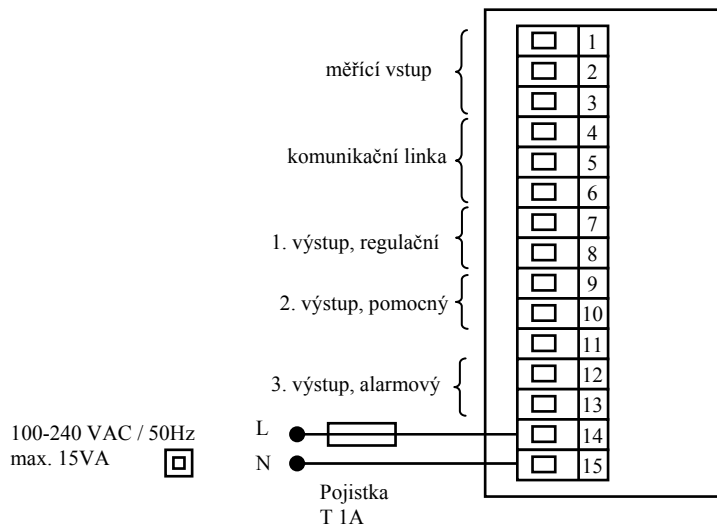 měřící vstup
komunikační linka
1. výstup, regulační
2. výstup, pomocný
3. výstup, alarmový
1
2
3
4
5
6
7
8
9
10
11
12
13
14
15
100-240 VAC / 50Hz
max. 15VA
L
N
Pojistka
T 1A